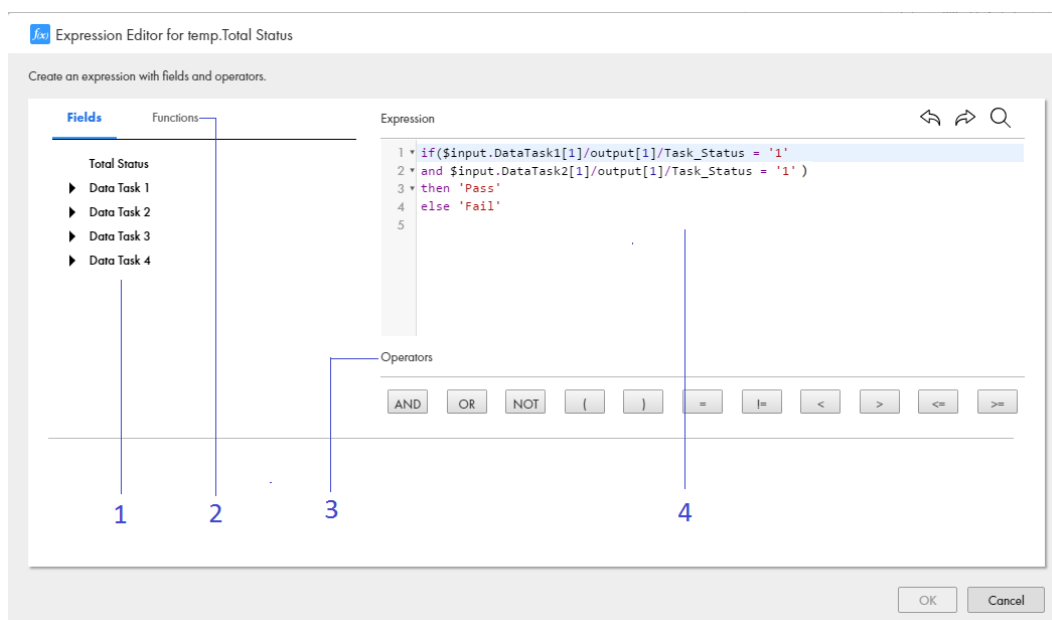 f(x) Expression Editor for temp.Total Status
Create an expression with fields and operators.
Fields Functions
Total Status
Data Task 1
Data Task 2
Data Task 3
Data Task 4
Expression
1 if($input.DataTask1[1]/output[1]/Task_Status = '1'
2 and $input.DataTask2[1]/output[1]/Task_Status = '1' )
3 then 'Pass'
4 else 'Fail'
5
Operators
AND OR NOT ( ) = != < > <= >=
1 2 3 4
OK Cancel